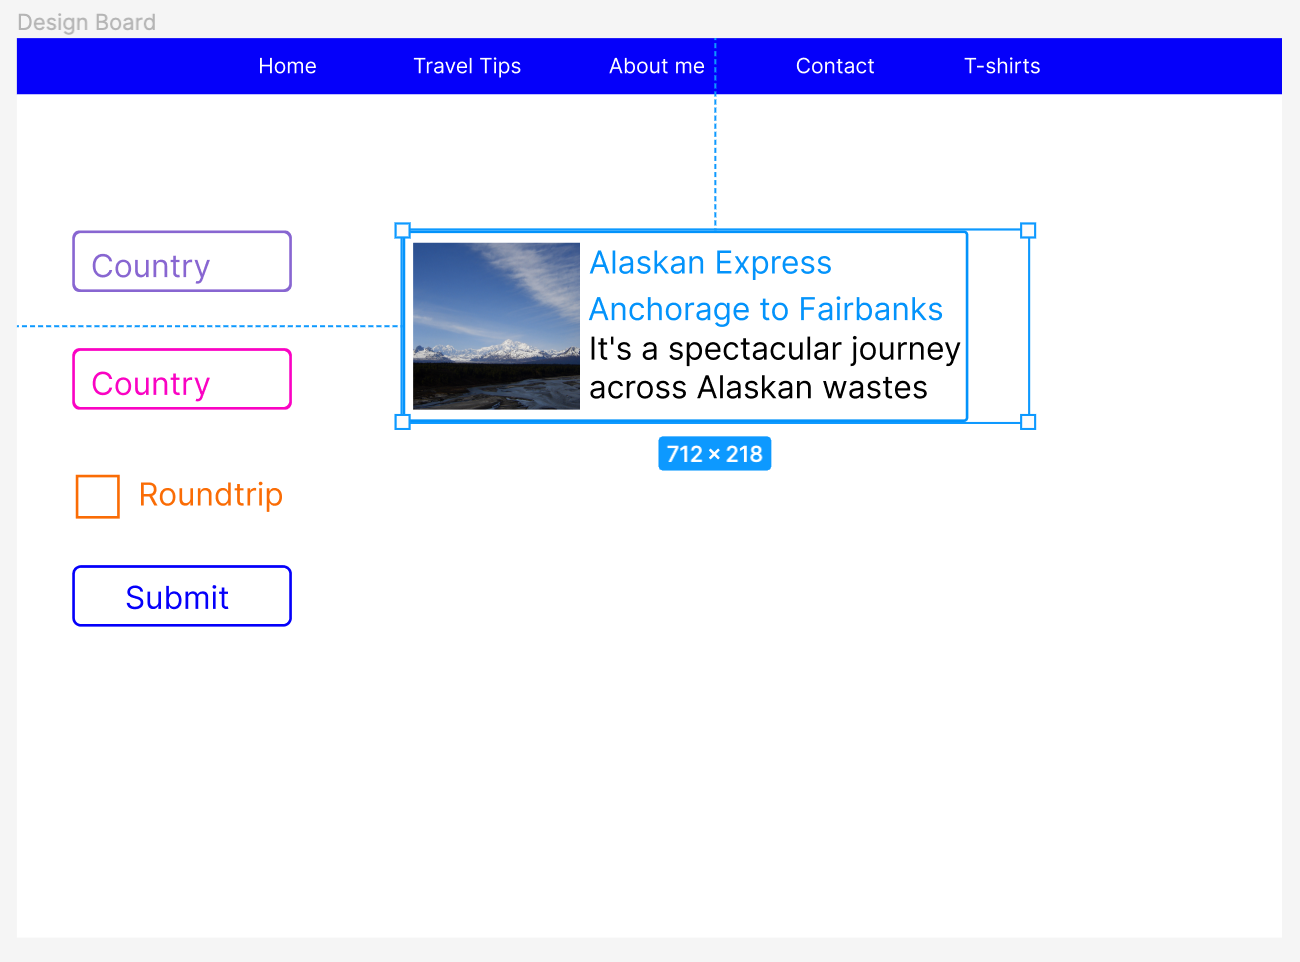 Design Board
Home Travel Tips About me Contact T-shirts
Country
Country
Roundtrip
Submit
Alaskan Express
Anchorage to Fairbanks
It's a spectacular journey
across Alaskan wastes
712 × 218